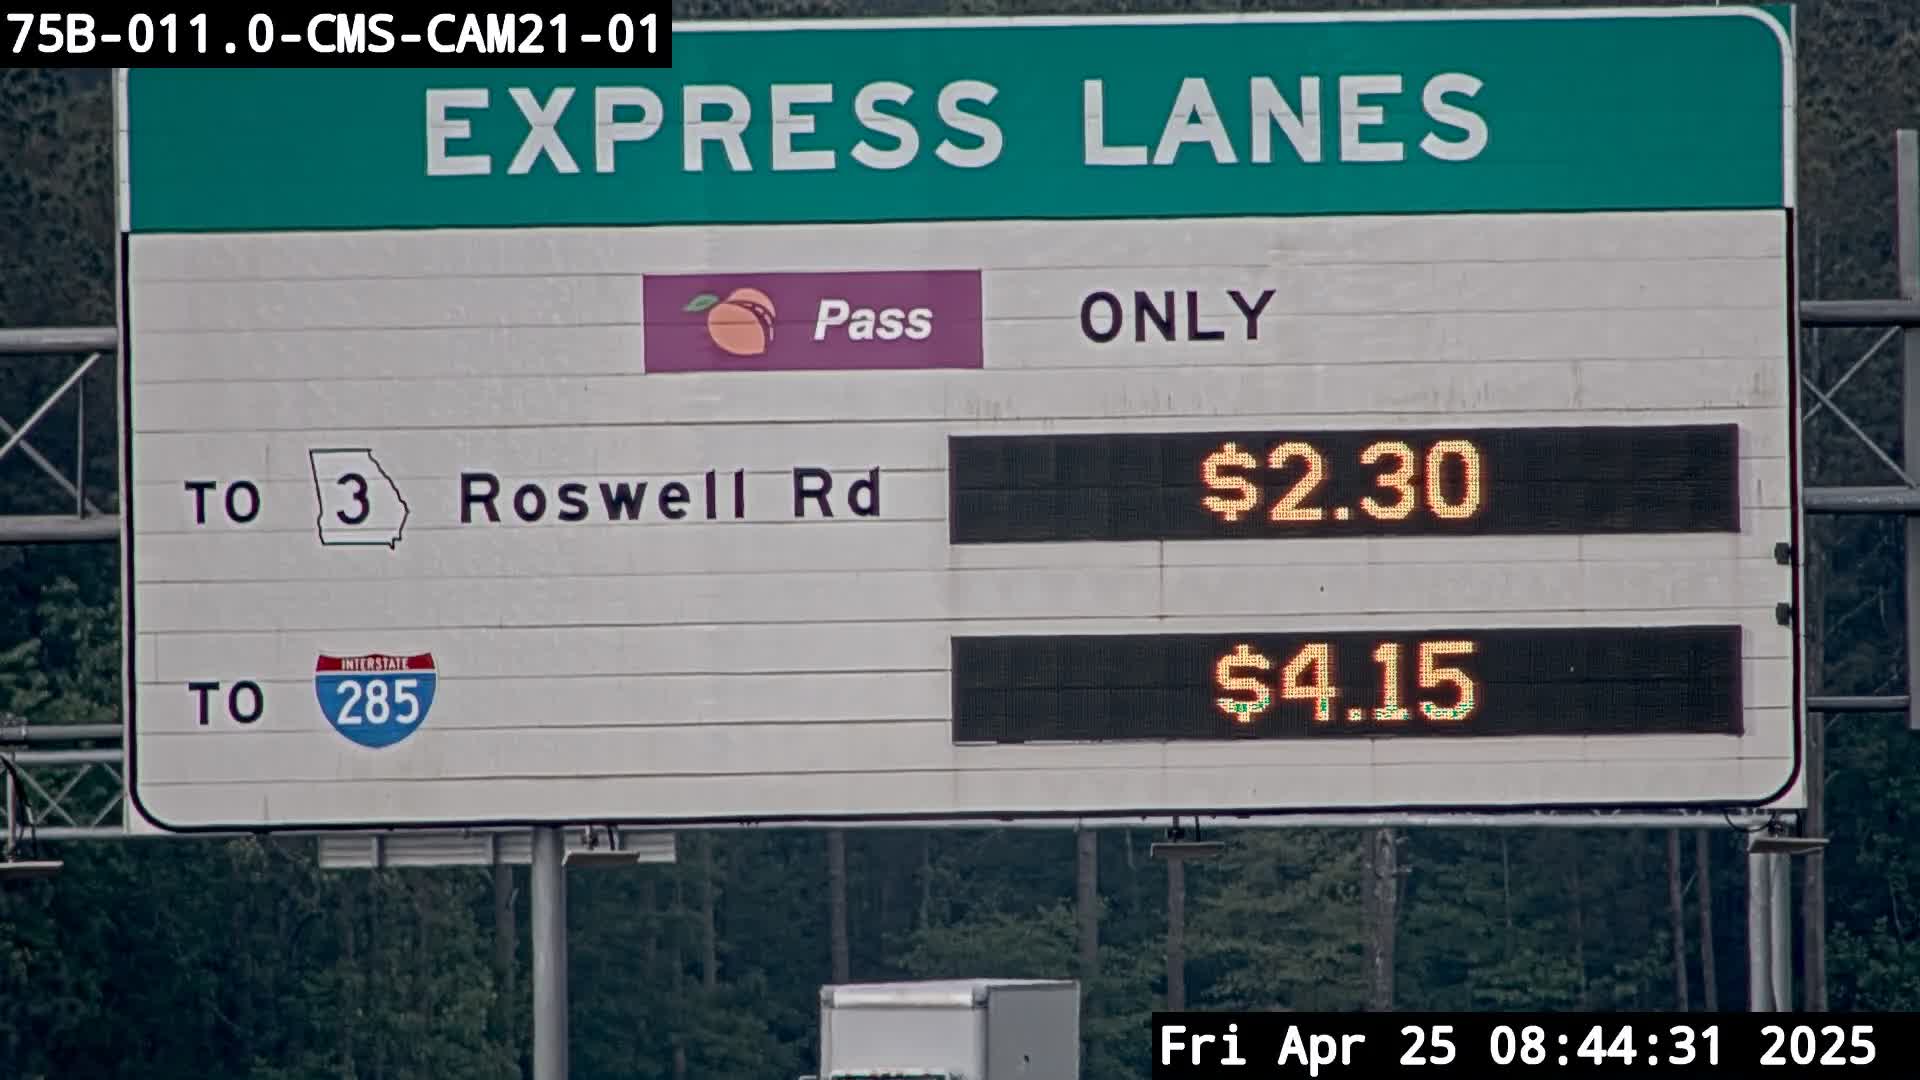 75B-011.0-CMS-CAM21-01
EXPRESS LANES
Pass ONLY
TO 3 Roswell Rd $2.30
TO INTERSTATE 285 $4.15
Fri Apr 25 08:44:31 2025